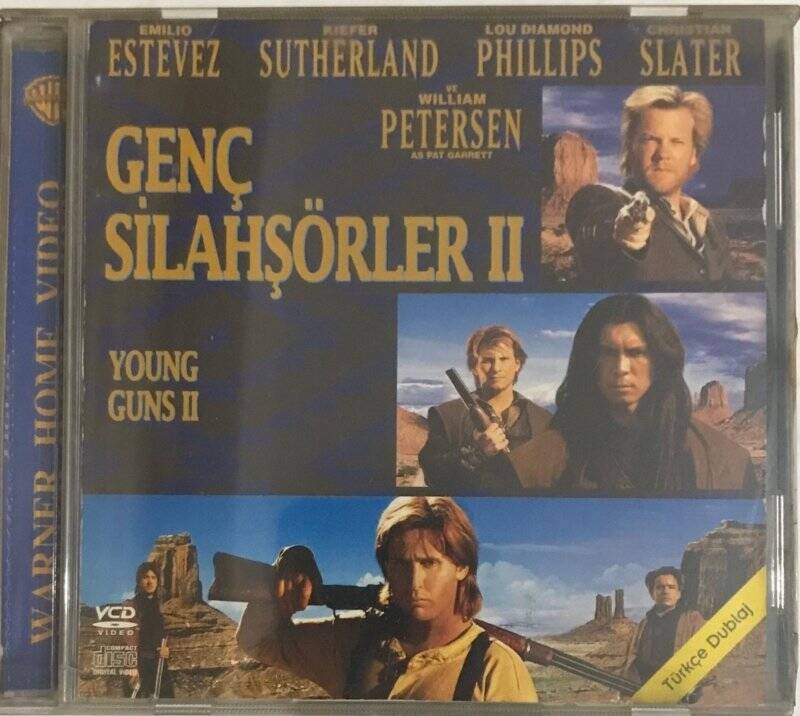 EMILIO
ESTEVEZ
KIEFER
SUTHERLAND
LOU DIAMOND
PHILLIPS
CHRISTIAN
SLATER
VE
WILLIAM
PETERSEN
AS PAT GARRETT
GENÇ
SİLAHŞÖRLER II
YOUNG
GUNS II
WARNER HOME VIDEO
VCD
VIDEO
COMPACT
disc
DIGITAL VIDEO
Türkçe Dublaj